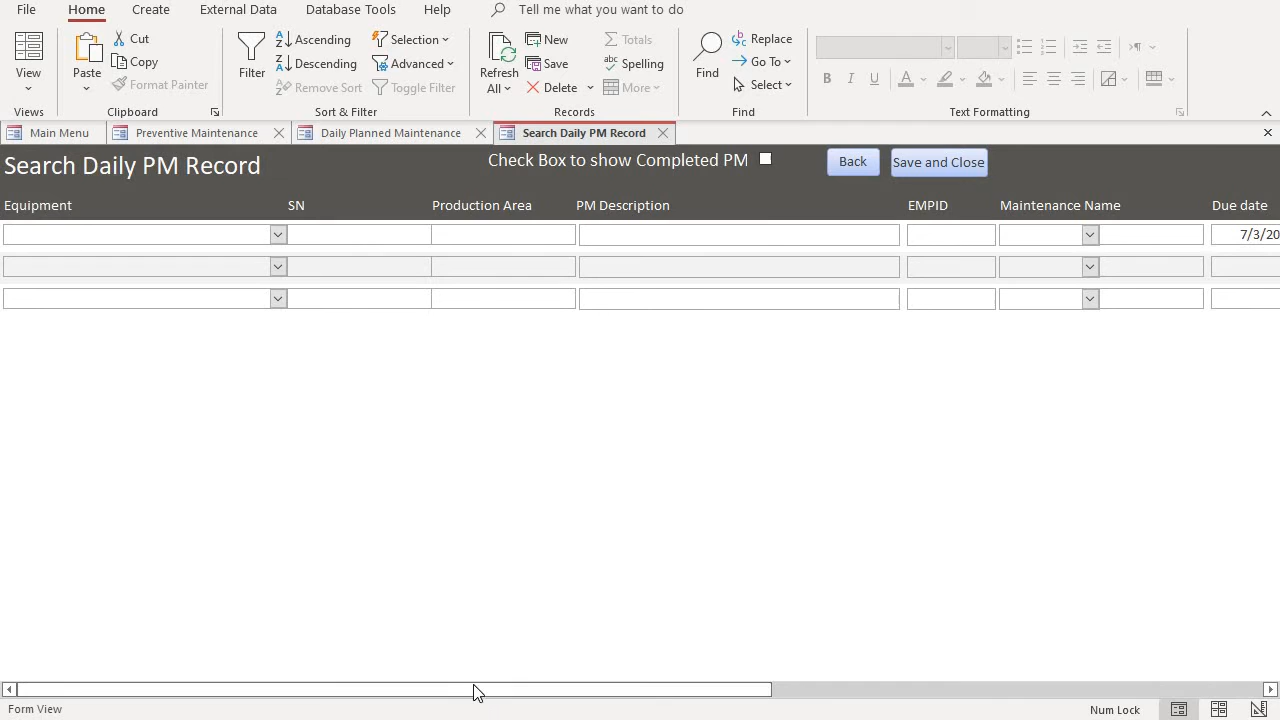 File Home Create External Data Database Tools Help Tell me what you want to do
View
Views
Paste
Cut
Copy
Format Painter
Clipboard
Filter
Ascending
Descending
Remove Sort
Selection
Advanced
Toggle Filter
Sort & Filter
Refresh
All
New
Save
Delete
Totals
Spelling
More
Records
Find
Replace
Go To
Select
Find
B I U A
Text Formatting
Main Menu Preventive Maintenance Daily Planned Maintenance Search Daily PM Record
Search Daily PM Record Check Box to show Completed PM Back Save and Close
Equipment SN Production Area PM Description EMPID Maintenance Name Due date
7/3/20
Form View Num Lock